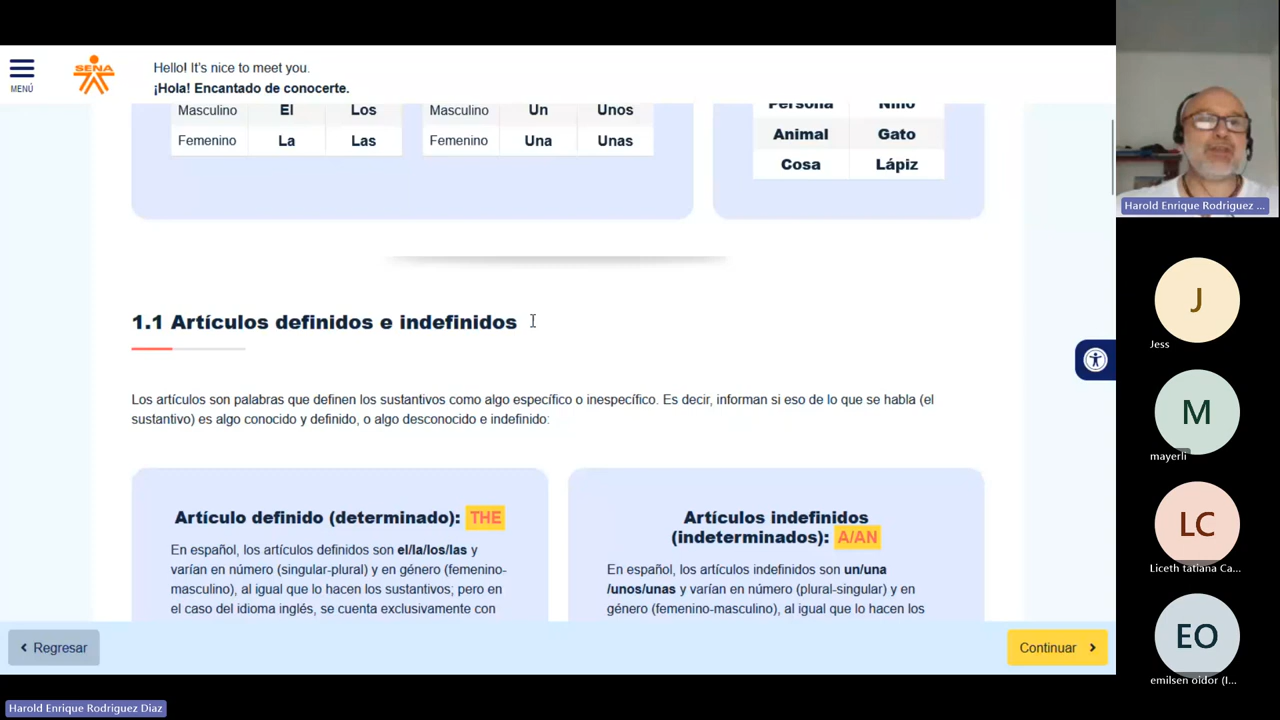 MENÚ
SENA
Hello! It's nice to meet you.
¡Hola! Encantado de conocerte.
Masculino El Los
Femenino La Las
Masculino Un Unos
Femenino Una Unas
Persona Niño
Animal Gato
Cosa Lápiz
1.1 Artículos definidos e indefinidos
Los artículos son palabras que definen los sustantivos como algo específico o inespecífico. Es decir, informan si eso de lo que se habla (el
sustantivo) es algo conocido y definido, o algo desconocido e indefinido:
Artículo definido (determinado): THE
En español, los artículos definidos son el/la/los/las y
varían en número (singular-plural) y en género (femenino-
masculino), al igual que lo hacen los sustantivos; pero en
el caso del idioma inglés, se cuenta exclusivamente con
Artículos indefinidos
(indeterminados): A/AN
En español, los artículos indefinidos son un/una
/unos/unas y varían en número (plural-singular) y en
género (femenino-masculino), al igual que lo hacen los
Regresar
Continuar
Harold Enrique Rodriguez ...
J
Jess
M
mayerli
LC
Liceth tatiana Ca...
EO
emilsen oidor (I...
Harold Enrique Rodriguez Diaz